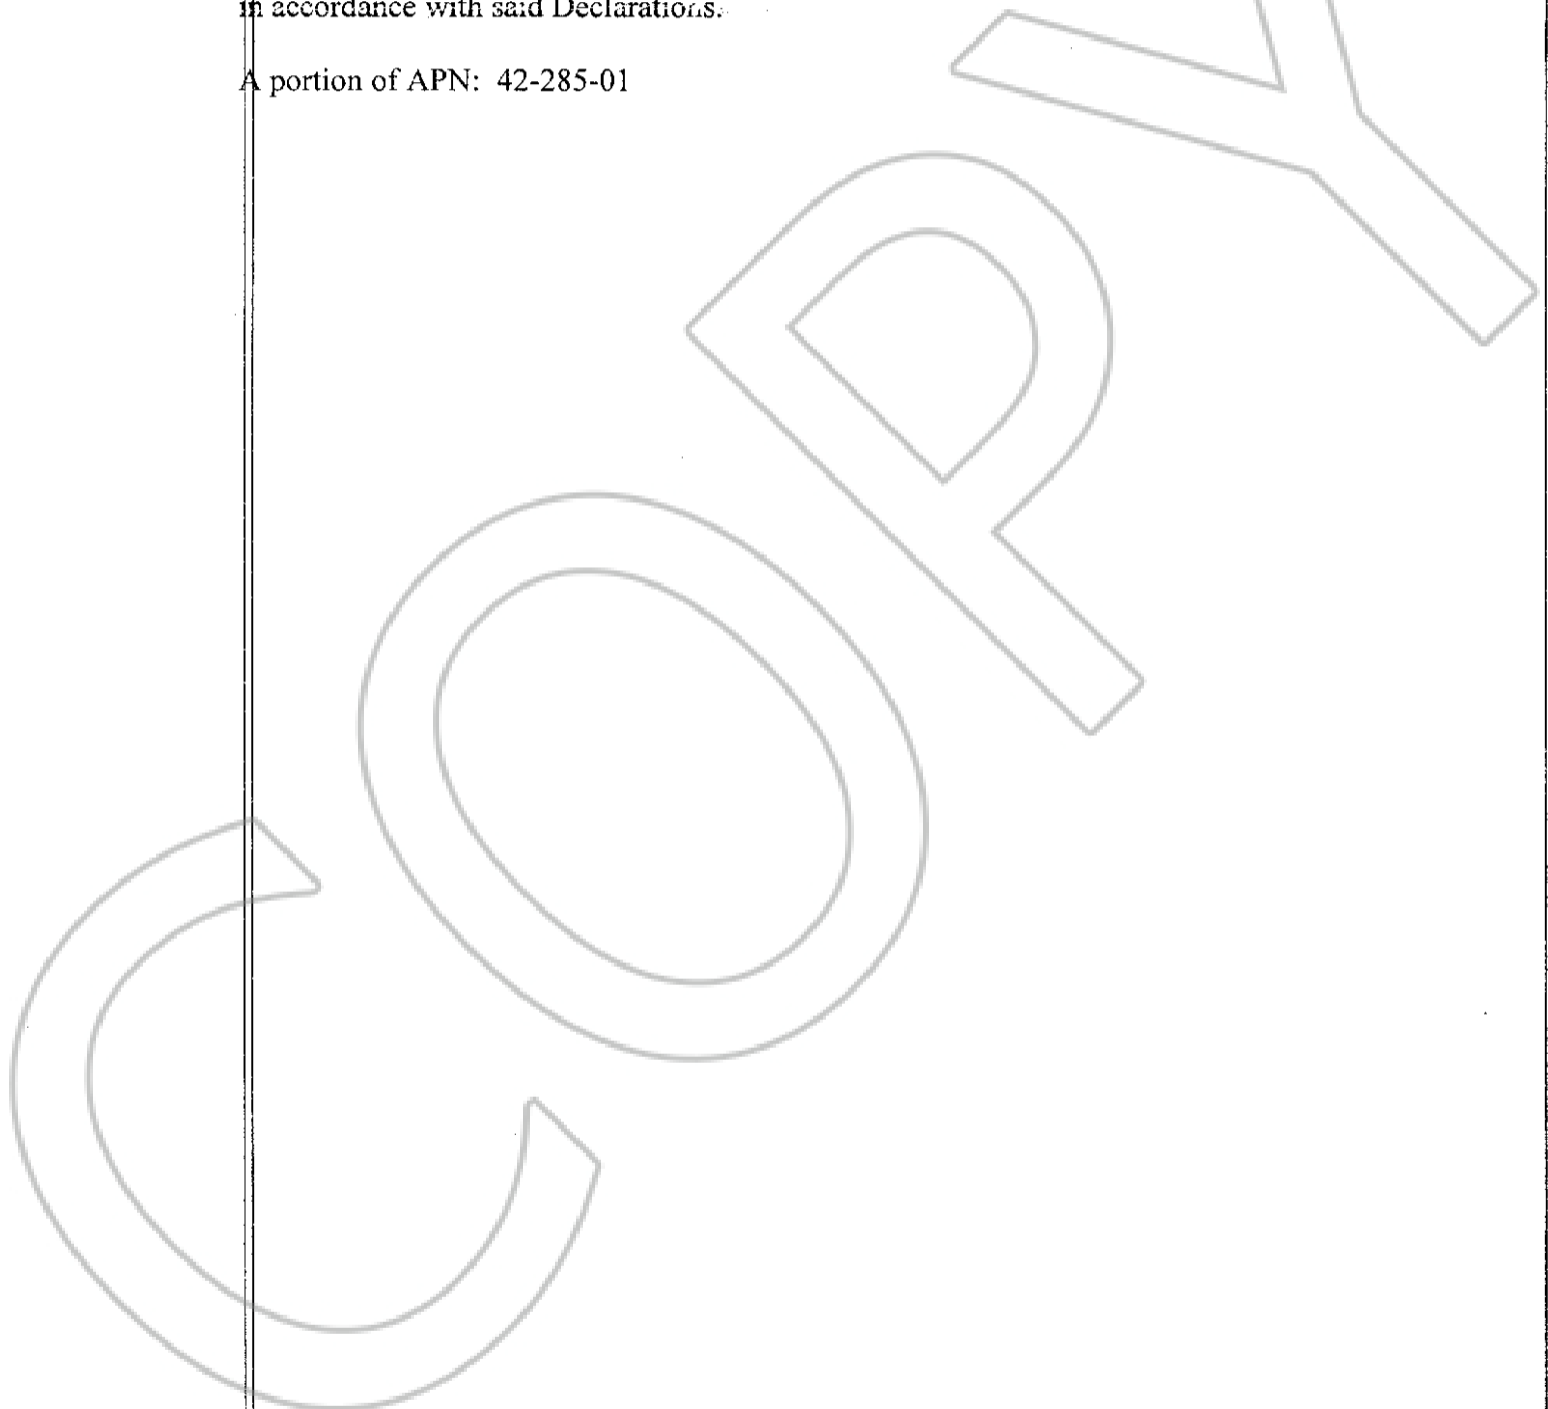 in accordance with said Declarations.
A portion of APN: 42-285-01
COPY